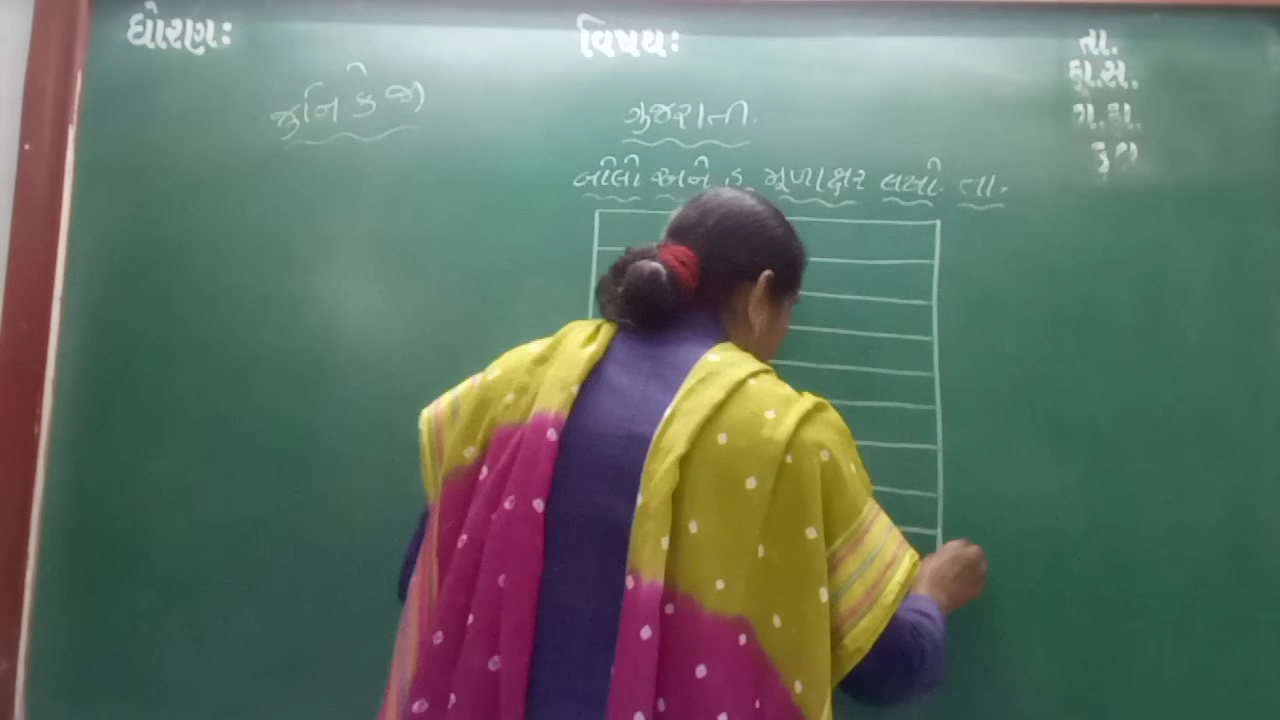 ધોરણઃ વિષયઃ તા.
હા.સ.
જુનિ કે જી ગુજરાતી.
ગે.હા.
કુલ
બોલો અને ડ. મૂળાક્ષર લખો. તા.